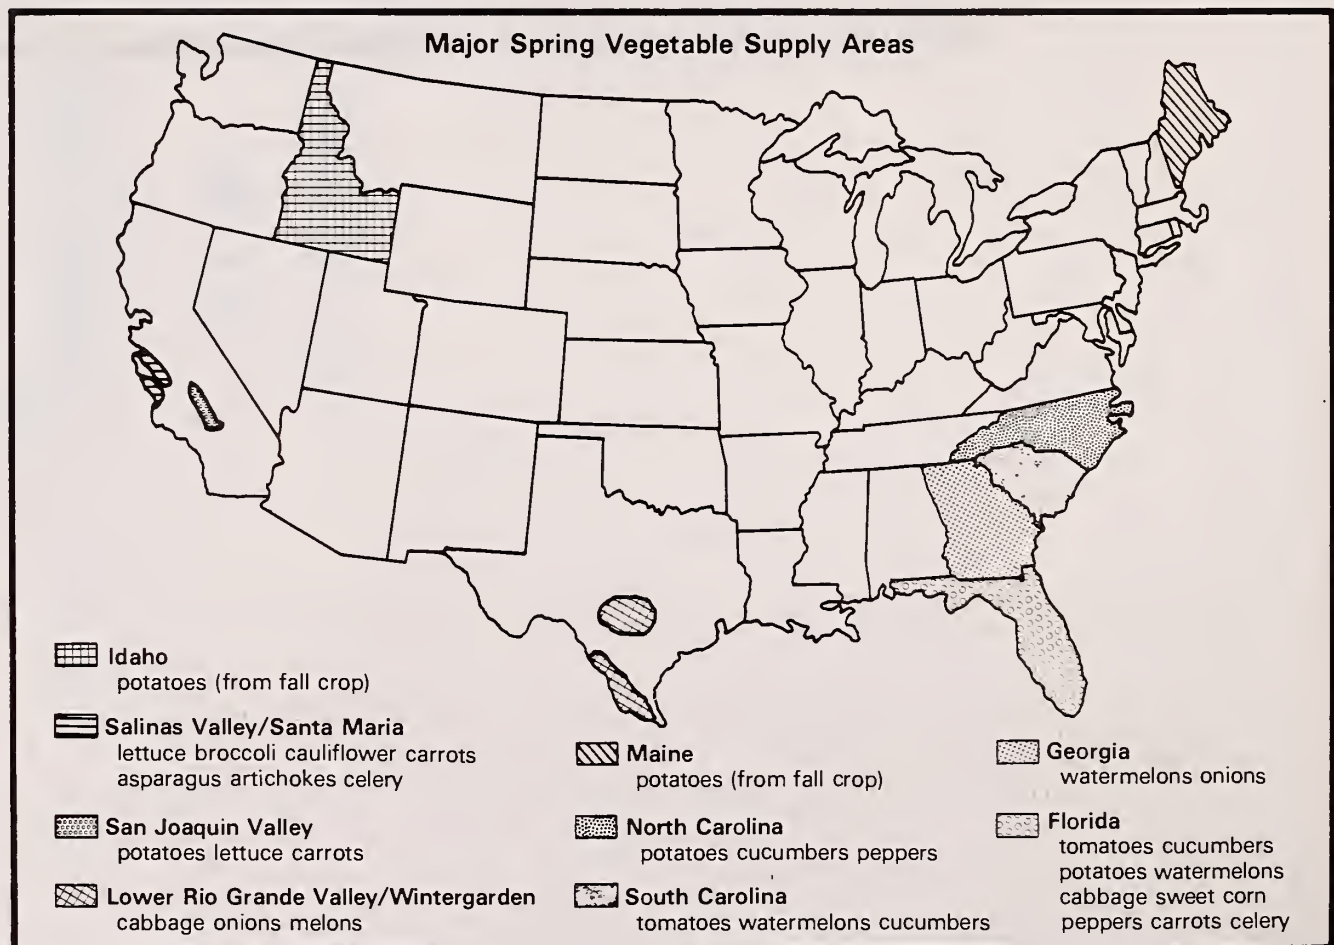 Major Spring Vegetable Supply Areas
Idaho
potatoes (from fall crop)
Salinas Valley/Santa Maria
lettuce broccoli cauliflower carrots
asparagus artichokes celery
San Joaquin Valley
potatoes lettuce carrots
Lower Rio Grande Valley/Wintergarden
cabbage onions melons
Maine
potatoes (from fall crop)
North Carolina
potatoes cucumbers peppers
South Carolina
tomatoes watermelons cucumbers
Georgia
watermelons onions
Florida
tomatoes cucumbers
potatoes watermelons
cabbage sweet corn
peppers carrots celery